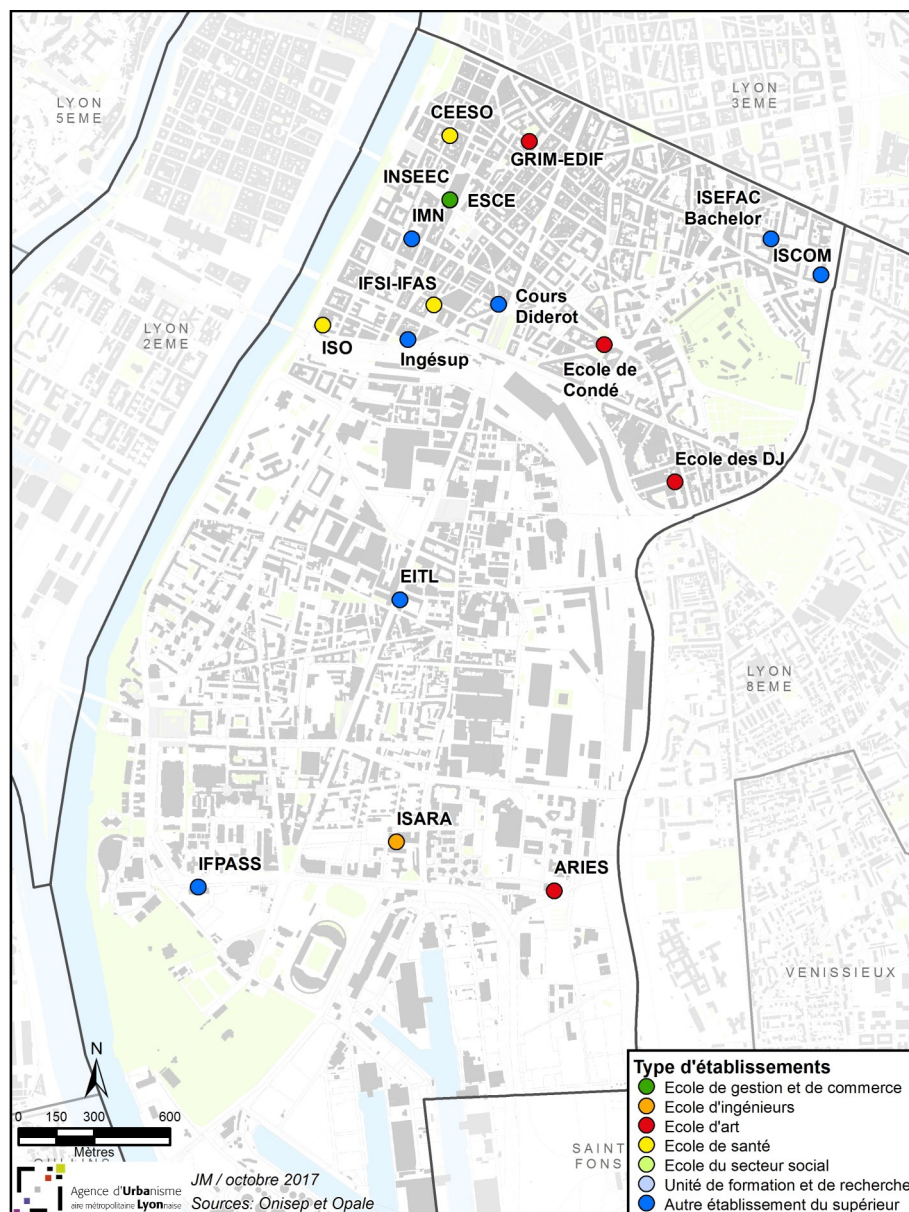 LYON
5EME
LYON
3EME
CEESO
GRIM-EDIF
INSEEC
ESCE
IMN
ISEFAC
Bachelor
ISCOM
IFSI-IFAS
Cours
Diderot
LYON
2EME
ISO
Ingésup
Ecole de
Condé
Ecole des DJ
EITL
LYON
8EME
ISARA
IFPASS
ARIES
VENISSIEUX
N
0 150 300 600
Mètres
SAINT
FONS
Type d'établissements
Ecole de gestion et de commerce
Ecole d'ingénieurs
Ecole d'art
Ecole de santé
Ecole du secteur social
Unité de formation et de recherche
Autre établissement du supérieur
Agence d'Urbanisme
aire métropolitaine Lyonnaise
JM / octobre 2017
Sources: Onisep et Opale